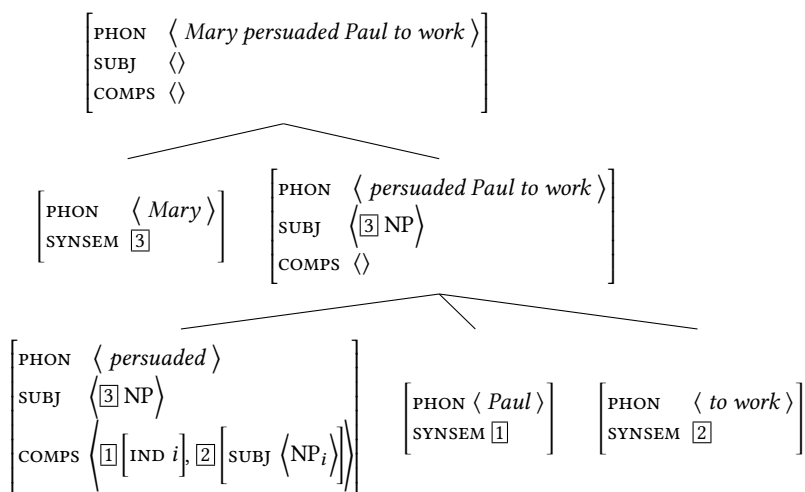 PHON ⟨ Mary persuaded Paul to work ⟩
SUBJ ⟨⟩
COMPS ⟨⟩
PHON ⟨ Mary ⟩
SYNSEM 3
PHON ⟨ persuaded Paul to work ⟩
SUBJ ⟨ 3 NP ⟩
COMPS ⟨⟩
PHON ⟨ persuaded ⟩
SUBJ ⟨ 3 NP ⟩
COMPS ⟨ 1 [IND i], 2 [SUBJ ⟨NPᵢ⟩] ⟩
PHON ⟨ Paul ⟩
SYNSEM 1
PHON ⟨ to work ⟩
SYNSEM 2